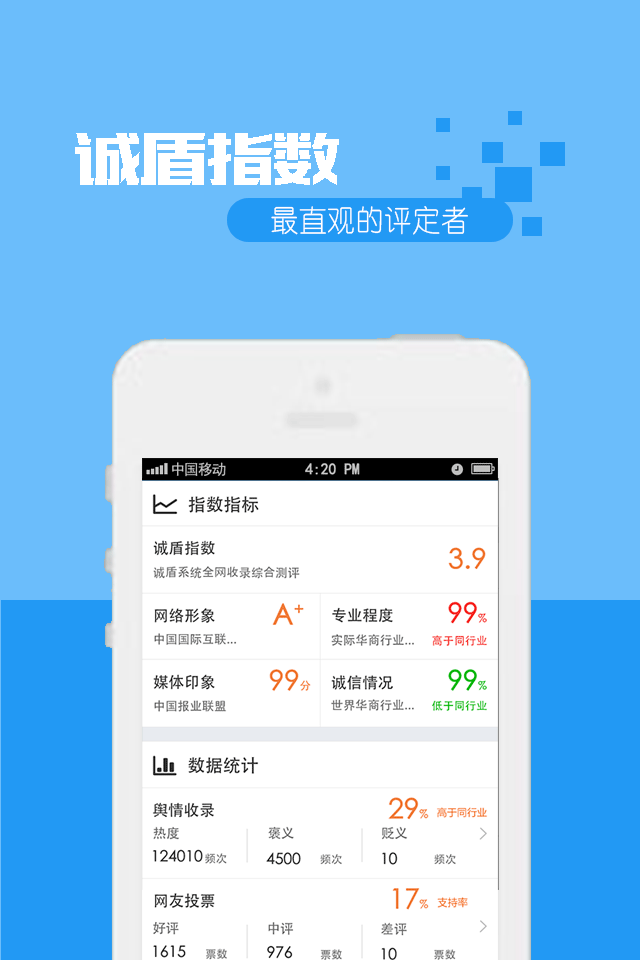 诚盾指数
最直观的评定者
中国移动 4:20 PM
指数指标
诚盾指数
3.9
诚盾系统全网收录综合测评
网络形象 A+
中国国际互联...
专业程度 99%
实际华商行业... 高于同行业
媒体印象 99分
中国报业联盟
诚信情况 99%
世界华商行业... 低于同行业
数据统计
舆情收录 29% 高于同行业
热度 褒义 贬义
124010频次 4500 频次 10 频次
网友投票 17% 支持率
好评 中评 差评
1615 票数 976 票数 10 票数